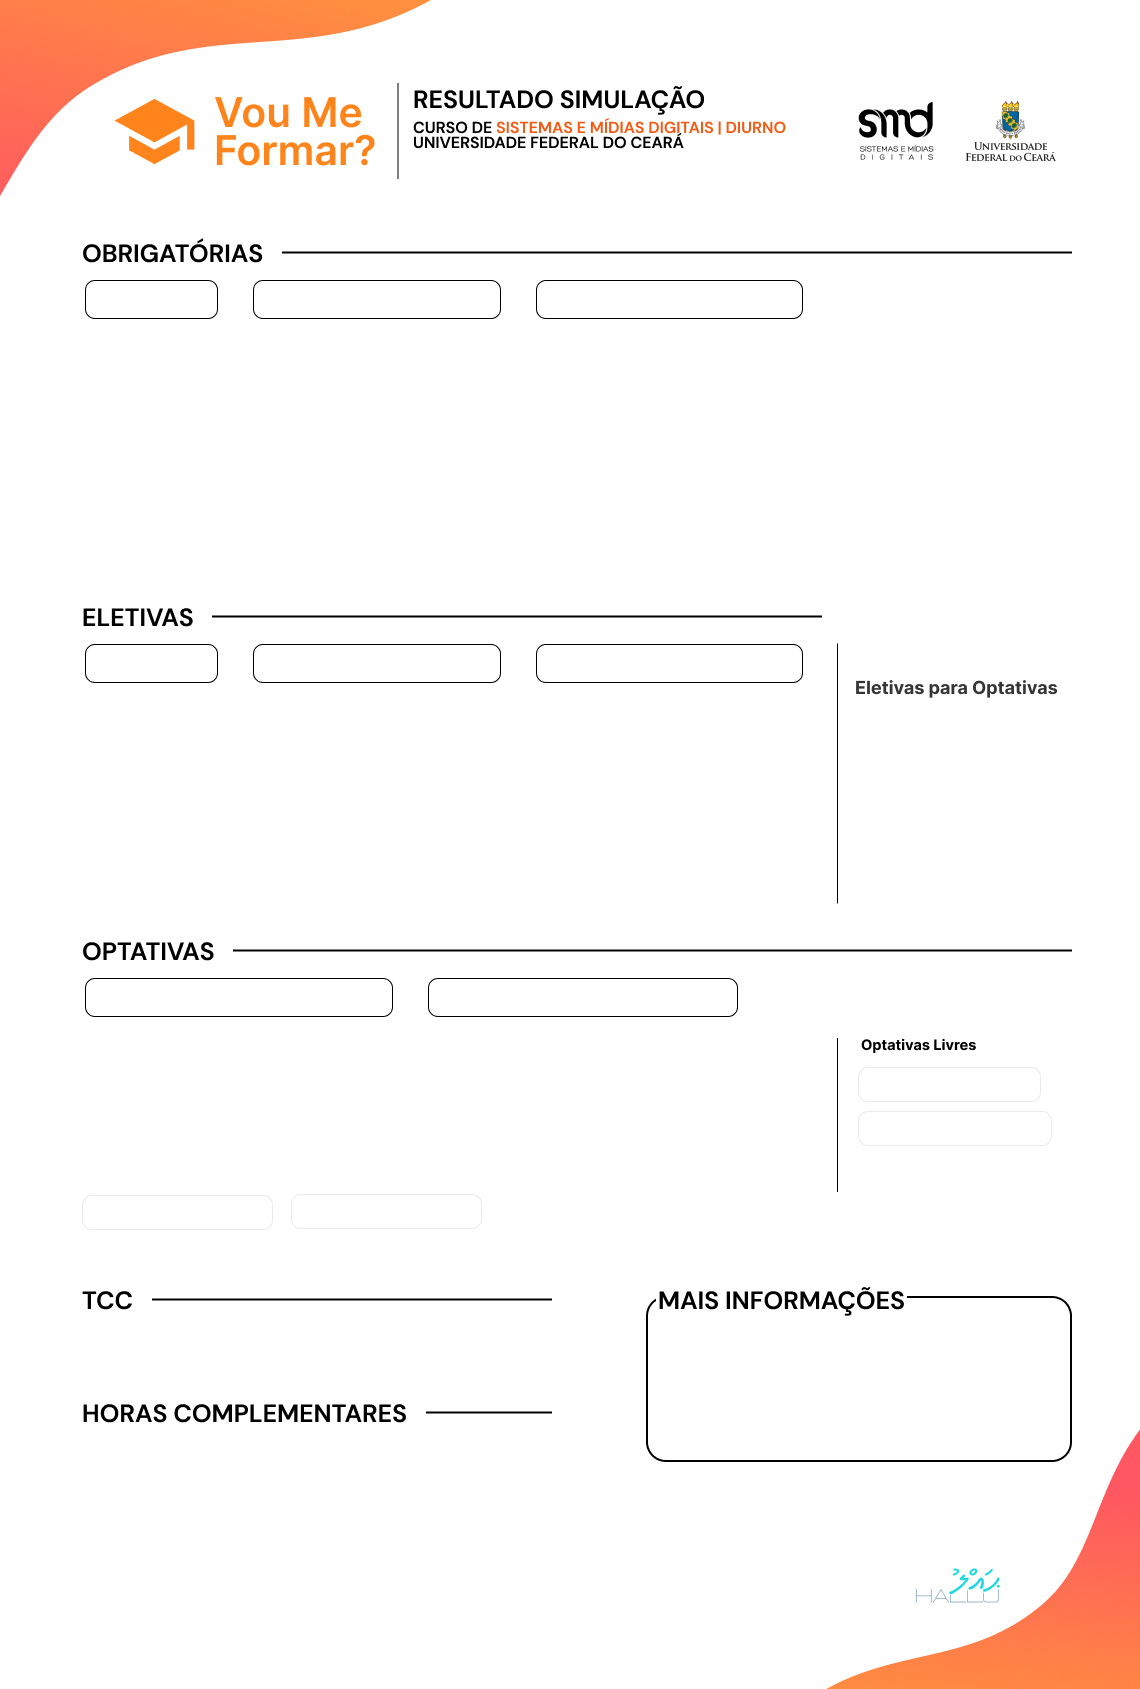 Vou Me
Formar?
RESULTADO SIMULAÇÃO
CURSO DE SISTEMAS E MÍDIAS DIGITAIS | DIURNO
UNIVERSIDADE FEDERAL DO CEARÁ
smd
SISTEMAS E MÍDIAS
DIGITAIS
UNIVERSIDADE
FEDERAL DO CEARÁ
OBRIGATÓRIAS
ELETIVAS
Eletivas para Optativas
OPTATIVAS
Optativas Livres
TCC
MAIS INFORMAÇÕES
HORAS COMPLEMENTARES
HALLU